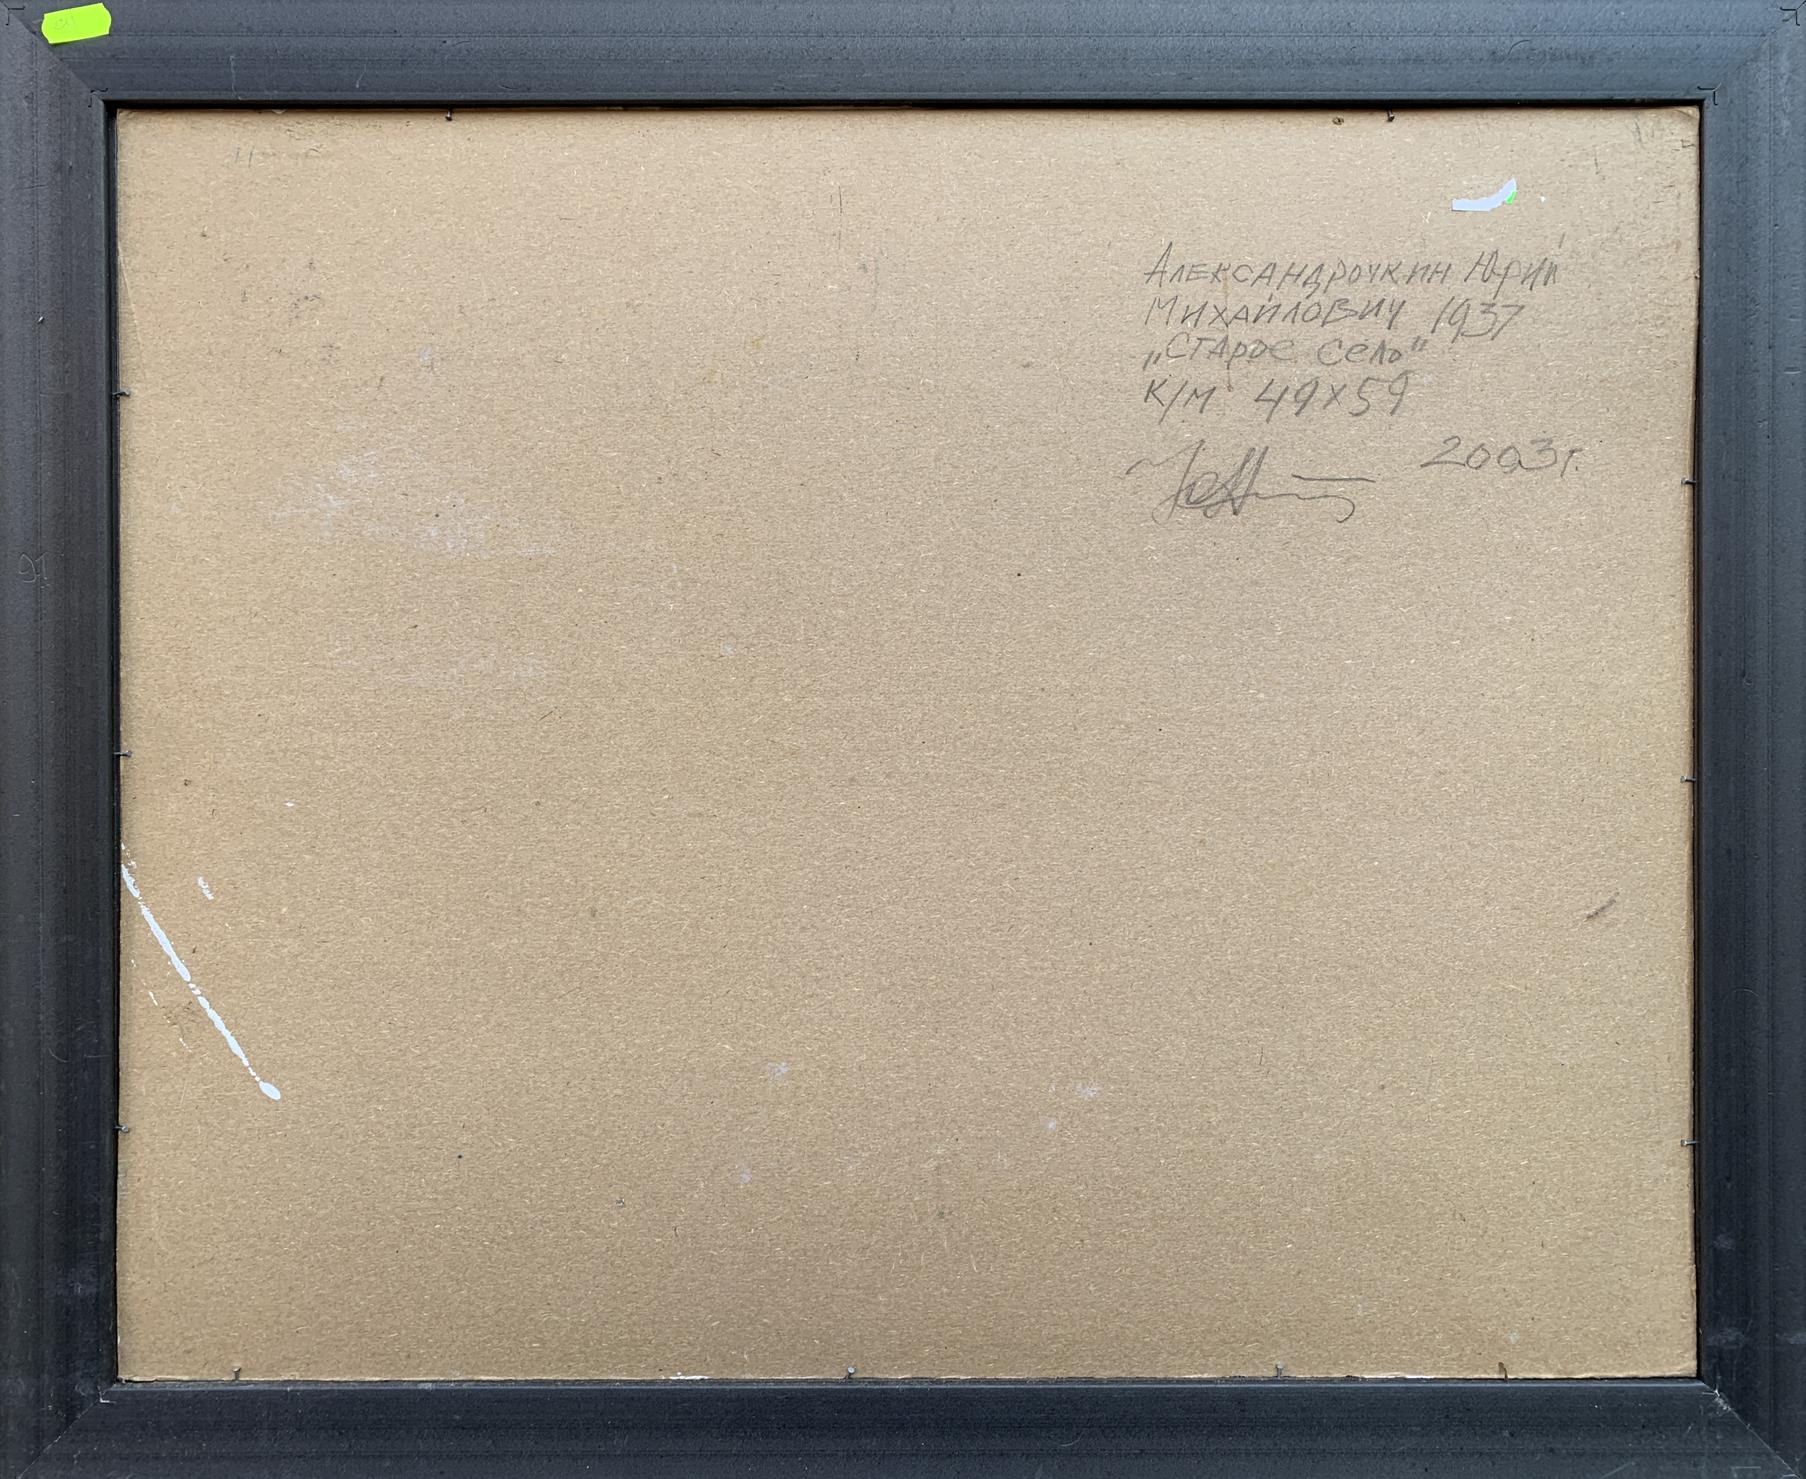 Александрочкин Юрий
Михайлович 1937
„Старое село"
к/м 49х59
2003г.